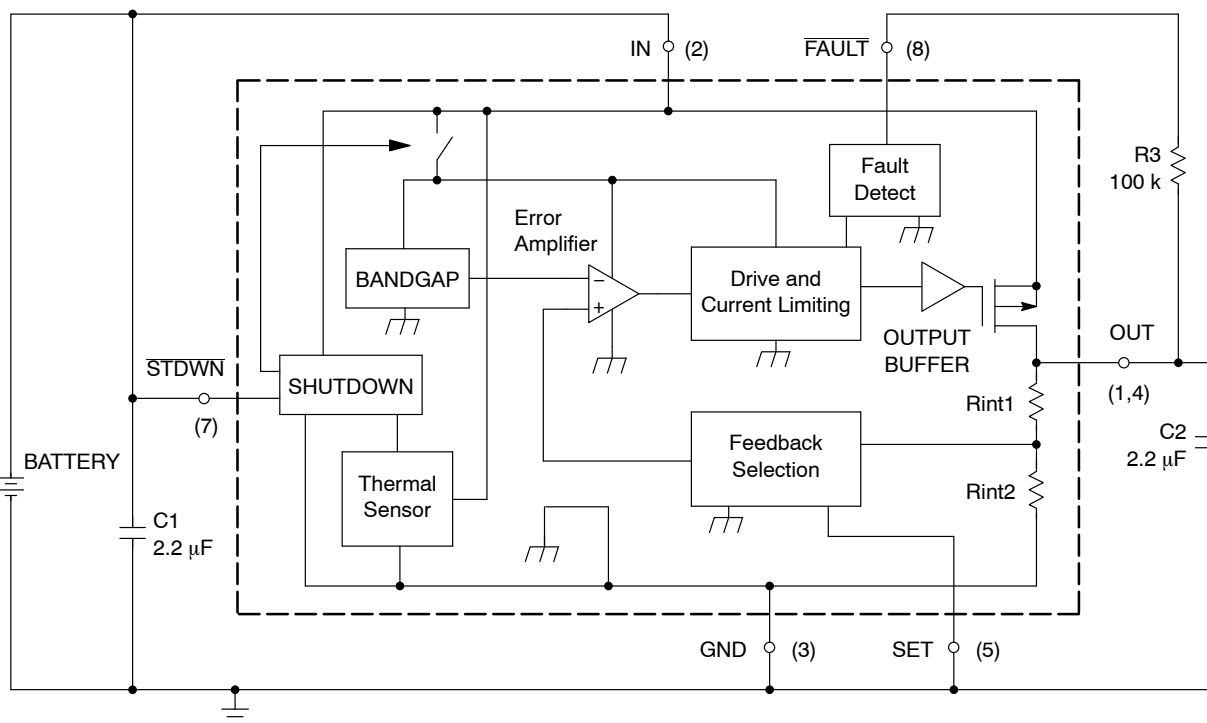 IN (2)
FAULT (8)
Fault
Detect
R3
100 k
Error
Amplifier
BANDGAP
−
+
Drive and
Current Limiting
OUTPUT
BUFFER
OUT
(1,4)
STDWN
(7)
SHUTDOWN
Rint1
Feedback
Selection
C2
2.2 μF
BATTERY
Thermal
Sensor
Rint2
C1
2.2 μF
GND (3)
SET (5)